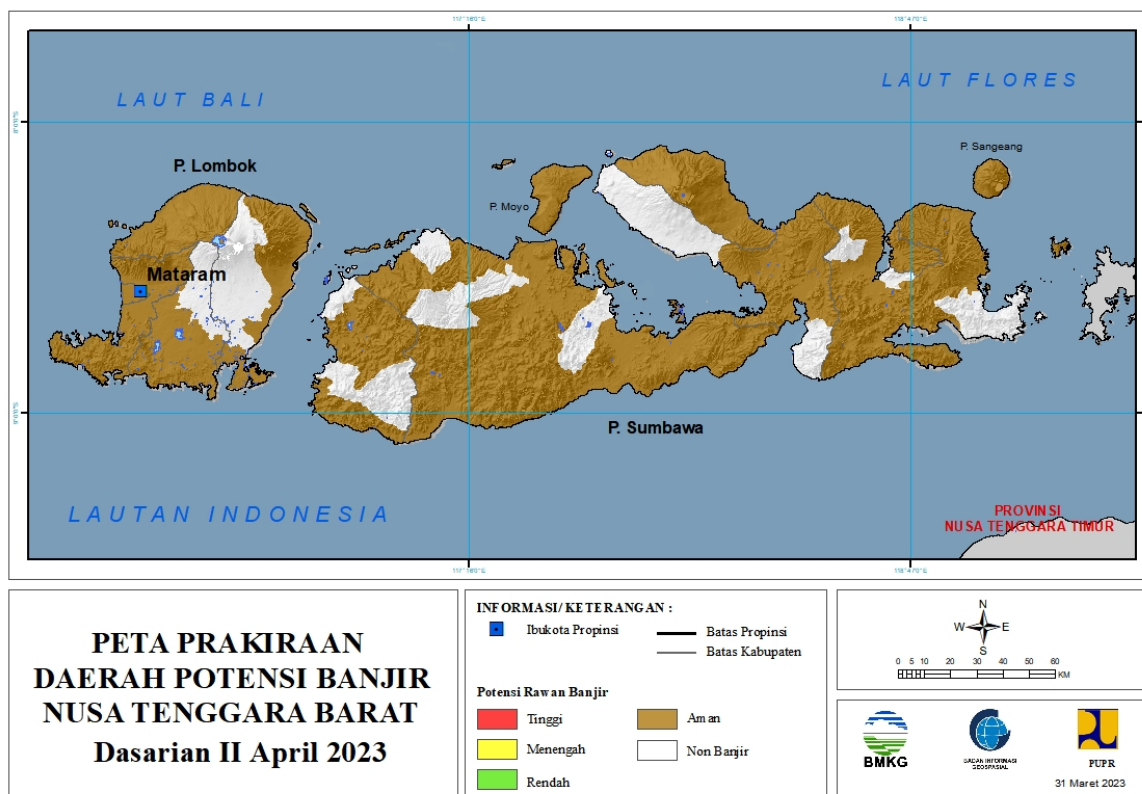 LAUT BALI
LAUT FLORES
P. Lombok
P. Sangeang
P. Moyo
Mataram
P. Sumbawa
LAUTAN INDONESIA
PROVINSI
NUSA TENGGARA TIMUR
PETA PRAKIRAAN
DAERAH POTENSI BANJIR
NUSA TENGGARA BARAT
Dasarian II April 2023
INFORMASI/ KETERANGAN :
Ibukota Propinsi
Batas Propinsi
Batas Kabupaten
Potensi Rawan Banjir
Tinggi
Aman
Menengah
Non Banjir
Rendah
N
W E
S
0 5 10 20 30 40 50 60
KM
BMKG
BADAN INFORMASI
GEOSPASIAL
PUPR
31 Maret 2023